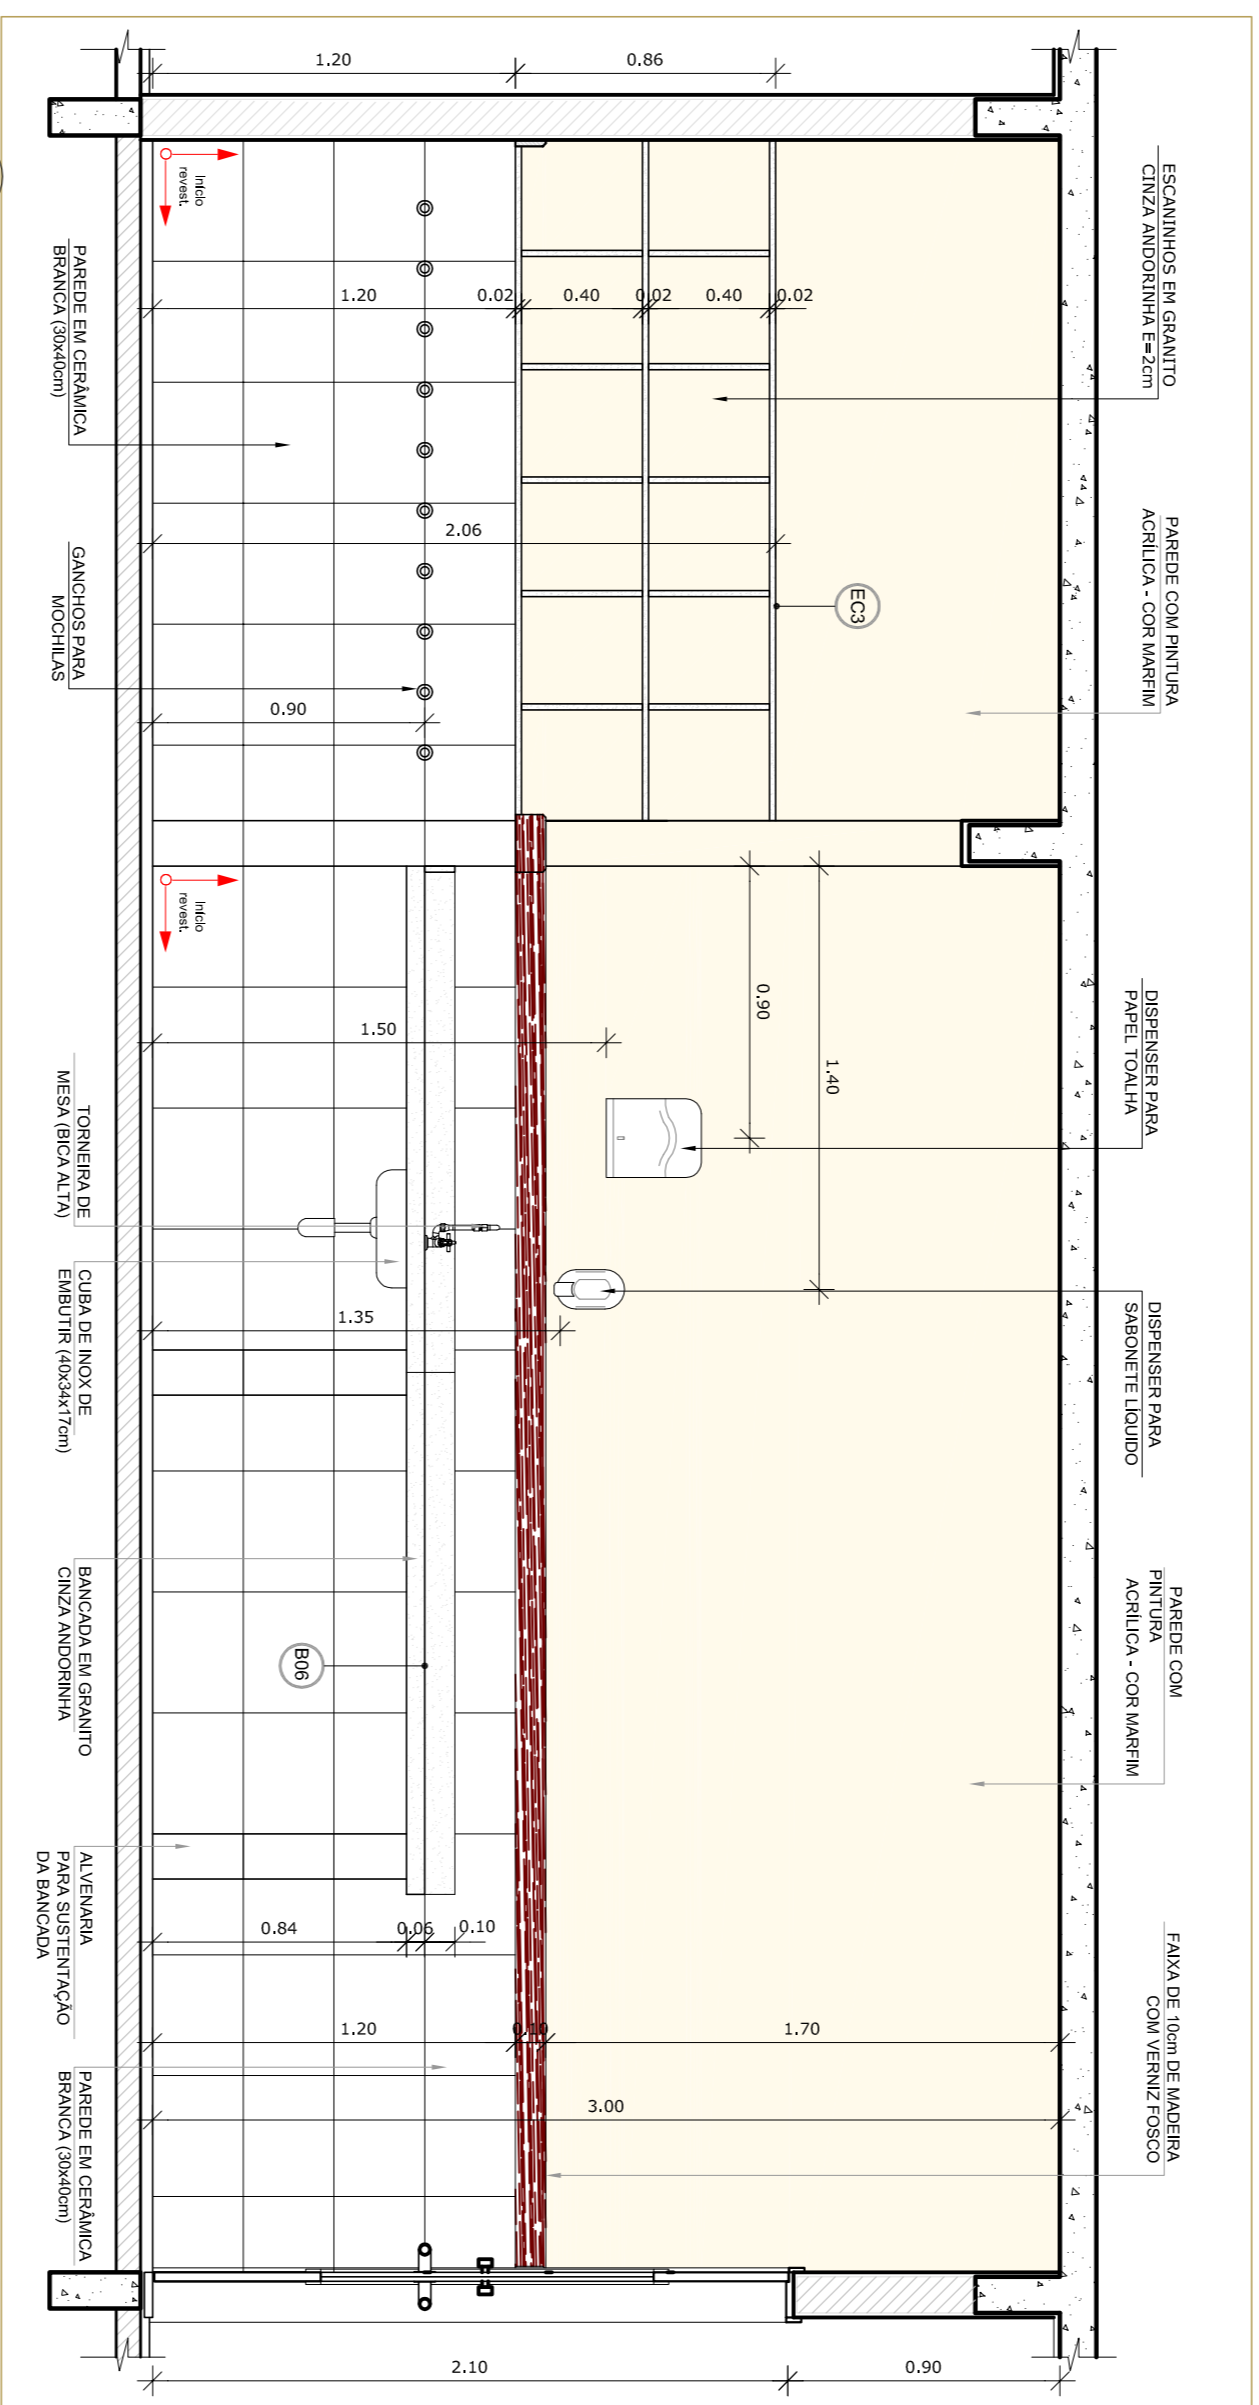 ESCANINHOS EM GRANITO
CINZA ANDORINHA E=2cm
PAREDE COM PINTURA
ACRÍLICA - COR MARFIM
DISPENSER PARA
PAPEL TOALHA
DISPENSER PARA
SABONETE LÍQUIDO
PAREDE COM
PINTURA
ACRÍLICA - COR MARFIM
FAIXA DE 10cm DE MADEIRA
COM VERNIZ FOSCO
1.20
0.86
Início
revest.
1.20
0.02
0.40
0.02
0.40
0.02
2.06
EC3
0.90
Início
revest.
0.90
1.40
1.50
1.35
B06
0.84
0.06
0.10
1.20
0.10
1.70
3.00
2.10
0.90
PAREDE EM CERÂMICA
BRANCA (30x40cm)
GANCHOS PARA
MOCHILAS
TORNEIRA DE
MESA (BICA ALTA)
CUBA DE INOX DE
EMBUTIR (40x34x17cm)
BANCADA EM GRANITO
CINZA ANDORINHA
ALVENARIA
PARA SUSTENTAÇÃO
DA BANCADA
PAREDE EM CERÂMICA
BRANCA (30x40cm)